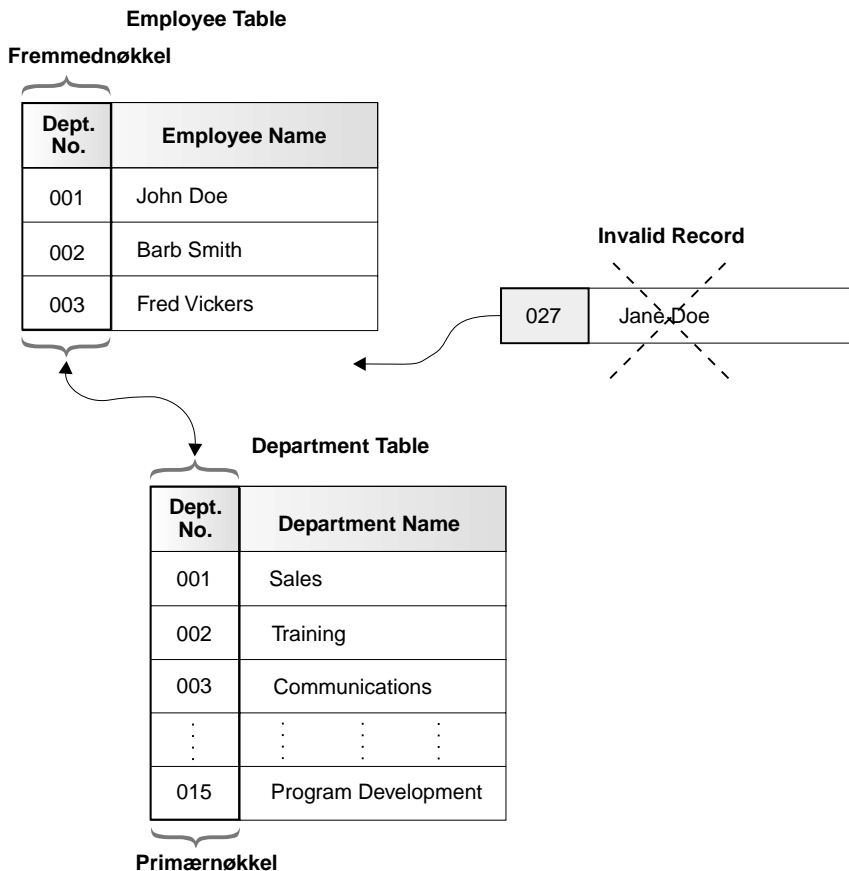 Employee Table
Fremmednøkkel
Dept.
No.
Employee Name
001 John Doe
002 Barb Smith
003 Fred Vickers
Invalid Record
027 Jane Doe
Department Table
Dept.
No.
Department Name
001 Sales
002 Training
003 Communications
015 Program Development
Primærnøkkel